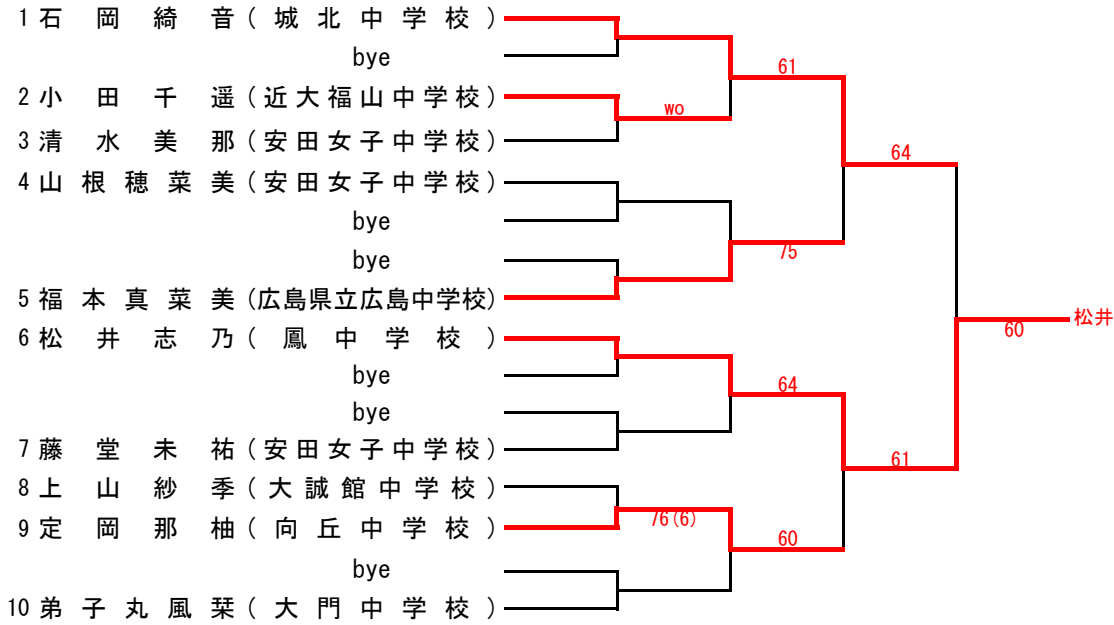 1 石岡綺音 (城北中学校)
bye
2 小田千遥 (近大福山中学校)
3 清水美那 (安田女子中学校)
4 山根穂菜美 (安田女子中学校)
bye
bye
5 福本真菜美 (広島県立広島中学校)
6 松井志乃 (鳳中学校)
bye
bye
7 藤堂未祐 (安田女子中学校)
8 上山紗季 (大誠館中学校)
9 定岡那柚 (向丘中学校)
bye
10 弟子丸風栞 (大門中学校)
wo
76(6)
61
75
64
60
64
61
60
松井